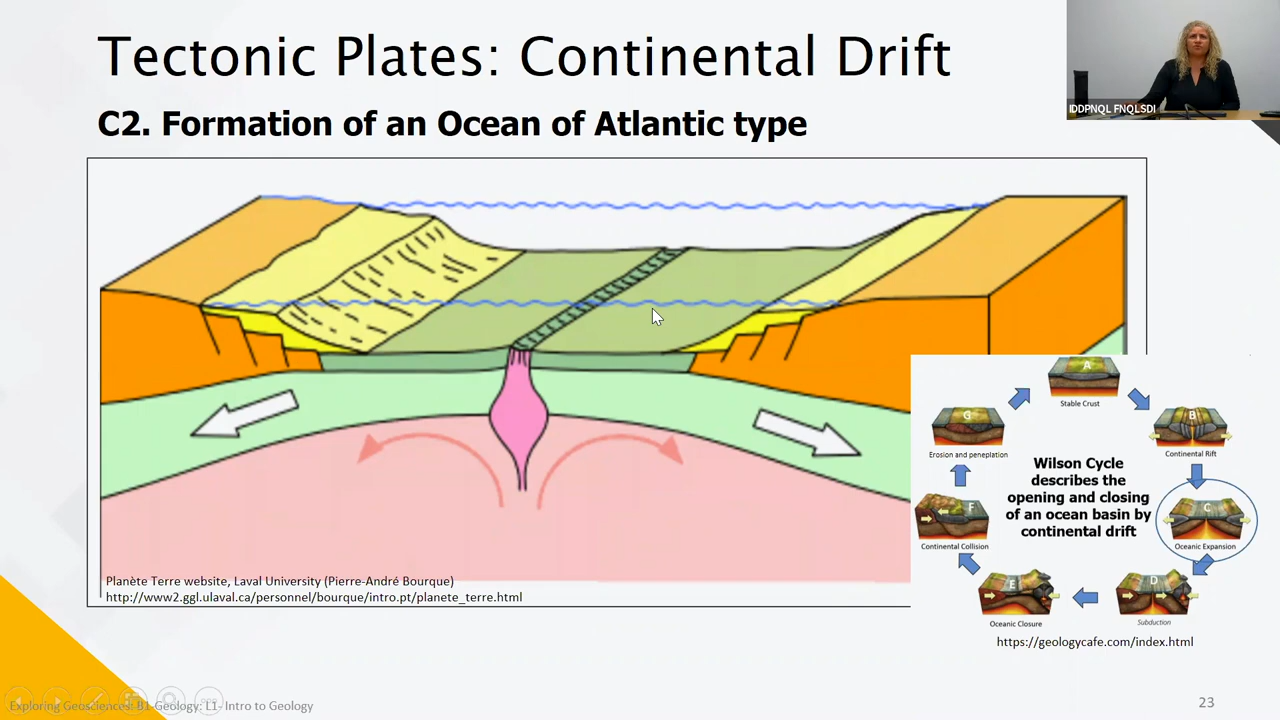 Tectonic Plates: Continental Drift
C2. Formation of an Ocean of Atlantic type
IDDPNQL FNQLSDI
A
Stable Crust
B
Continental Rift
C
Oceanic Expansion
D
Subduction
E
Oceanic Closure
F
Continental Collision
G
Erosion and peneplation
Wilson Cycle
describes the
opening and closing
of an ocean basin by
continental drift
Planète Terre website, Laval University (Pierre-André Bourque)
http://www2.ggl.ulaval.ca/personnel/bourque/intro.pt/planete_terre.html
https://geologycafe.com/index.html
Exploring Geosciences: B1-Geology: L1- Intro to Geology
23